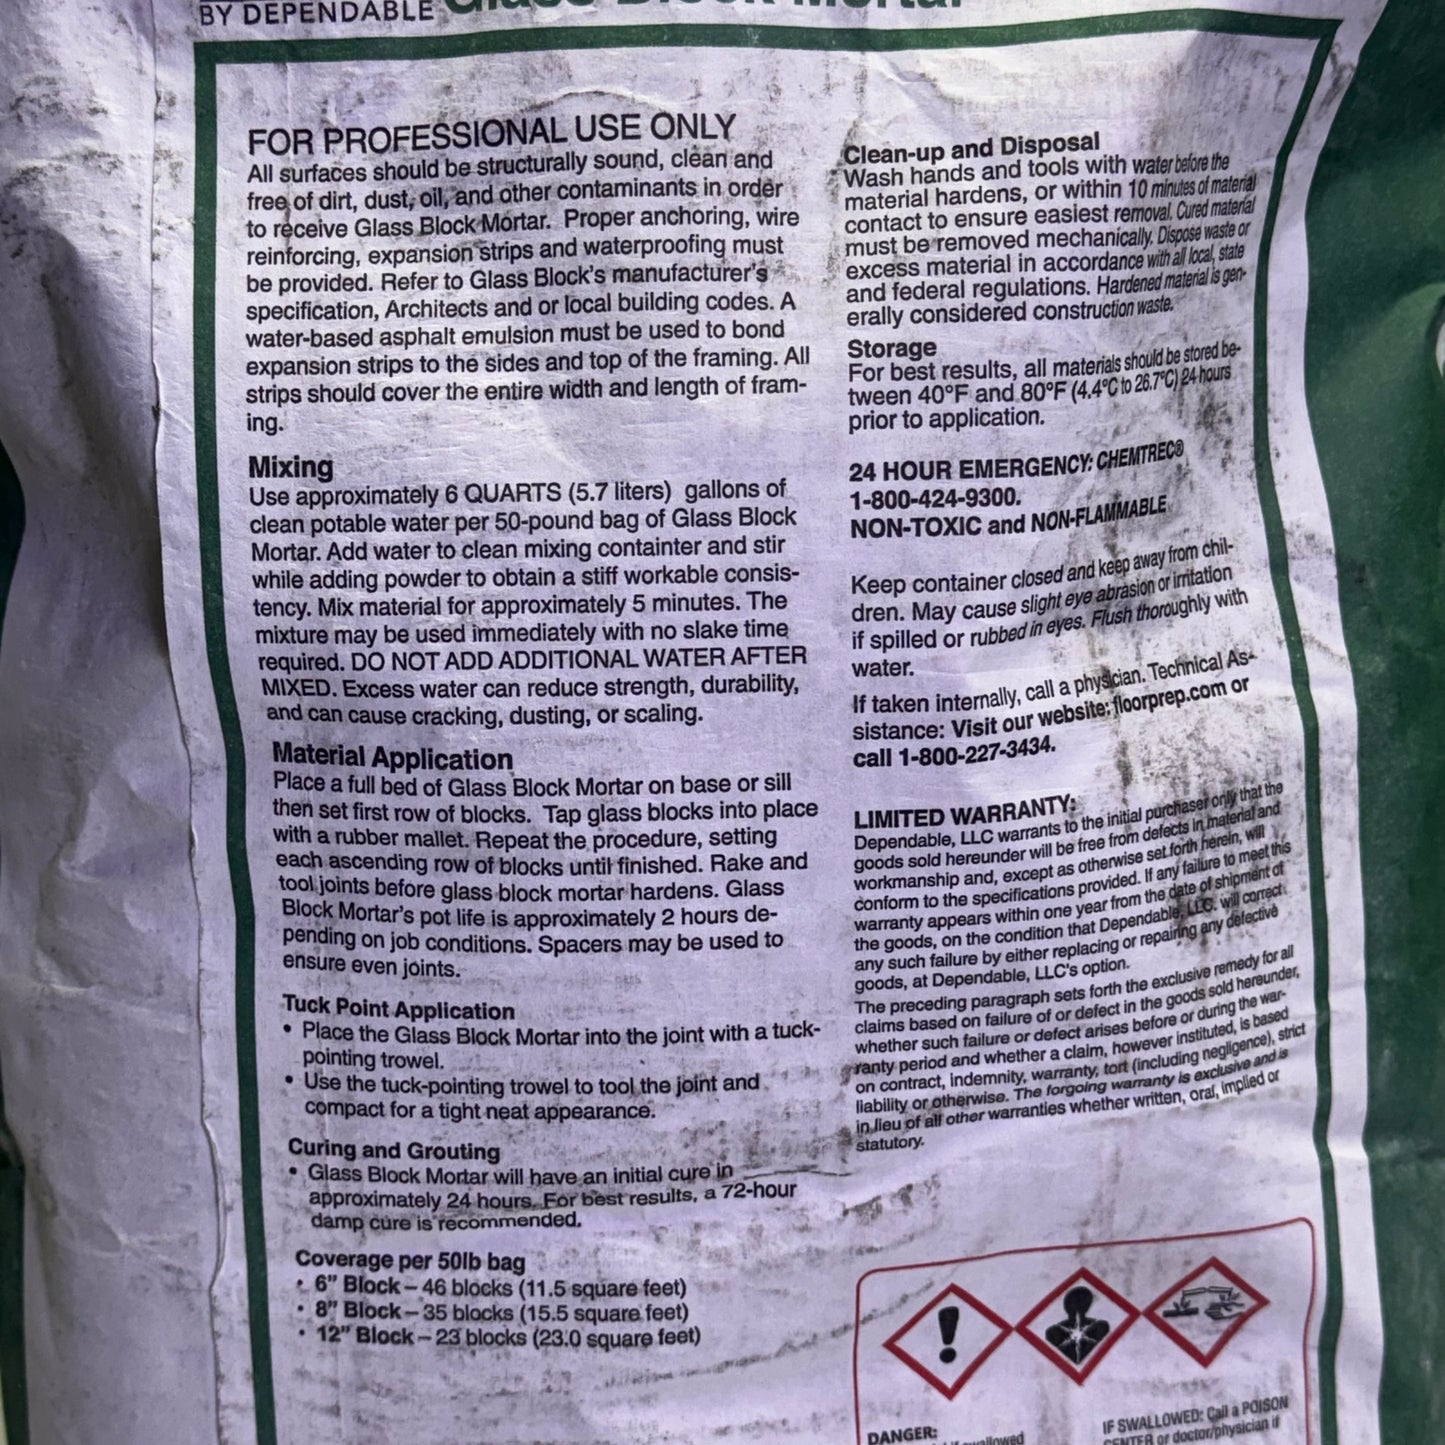 BY DEPENDABLE Glass Block Mortar
FOR PROFESSIONAL USE ONLY
All surfaces should be structurally sound, clean and
free of dirt, dust, oil, and other contaminants in order
to receive Glass Block Mortar. Proper anchoring, wire
reinforcing, expansion strips and waterproofing must
be provided. Refer to Glass Block's manufacturer's
specification, Architects and or local building codes. A
water-based asphalt emulsion must be used to bond
expansion strips to the sides and top of the framing. All
strips should cover the entire width and length of fram-
ing.
Mixing
Use approximately 6 QUARTS (5.7 liters) gallons of
clean potable water per 50-pound bag of Glass Block
Mortar. Add water to clean mixing containter and stir
while adding powder to obtain a stiff workable consis-
tency. Mix material for approximately 5 minutes. The
mixture may be used immediately with no slake time
required. DO NOT ADD ADDITIONAL WATER AFTER
MIXED. Excess water can reduce strength, durability,
and can cause cracking, dusting, or scaling.
Material Application
Place a full bed of Glass Block Mortar on base or sill
then set first row of blocks. Tap glass blocks into place
with a rubber mallet. Repeat the procedure, setting
each ascending row of blocks until finished. Rake and
tool joints before glass block mortar hardens. Glass
Block Mortar's pot life is approximately 2 hours de-
pending on job conditions. Spacers may be used to
ensure even joints.
Tuck Point Application
• Place the Glass Block Mortar into the joint with a tuck-
pointing trowel.
• Use the tuck-pointing trowel to tool the joint and
compact for a tight neat appearance.
Curing and Grouting
• Glass Block Mortar will have an initial cure in
approximately 24 hours. For best results, a 72-hour
damp cure is recommended.
Coverage per 50lb bag
• 6" Block – 46 blocks (11.5 square feet)
• 8" Block – 35 blocks (15.5 square feet)
• 12" Block – 23 blocks (23.0 square feet)
Clean-up and Disposal
Wash hands and tools with water before the
material hardens, or within 10 minutes of material
contact to ensure easiest removal. Cured material
must be removed mechanically. Dispose waste or
excess material in accordance with all local, state
and federal regulations. Hardened material is gen-
erally considered construction waste.
Storage
For best results, all materials should be stored be-
tween 40°F and 80°F (4.4°C to 26.7°C) 24 hours
prior to application.
24 HOUR EMERGENCY: CHEMTREC®
1-800-424-9300.
NON-TOXIC and NON-FLAMMABLE
Keep container closed and keep away from chil-
dren. May cause slight eye abrasion or irritation
if spilled or rubbed in eyes. Flush thoroughly with
water.
If taken internally, call a physician. Technical As-
sistance: Visit our website: floorprep.com or
call 1-800-227-3434.
LIMITED WARRANTY:
Dependable, LLC warrants to the initial purchaser only that the
goods sold hereunder will be free from defects in material and
workmanship and, except as otherwise set forth herein, will
conform to the specifications provided. If any failure to meet this
warranty appears within one year from the date of shipment of
the goods, on the condition that Dependable, LLC. will correct
any such failure by either replacing or repairing any defective
goods, at Dependable, LLC's option.
The preceding paragraph sets forth the exclusive remedy for all
claims based on failure of or defect in the goods sold hereunder,
whether such failure or defect arises before or during the war-
ranty period and whether a claim, however instituted, is based
on contract, indemnity, warranty, tort (including negligence), strict
liability or otherwise. The forgoing warranty is exclusive and is
in lieu of all other warranties whether written, oral, implied or
statutory.
DANGER:
swallowed
IF SWALLOWED: Call a POISON
CENTER or doctor/physician if